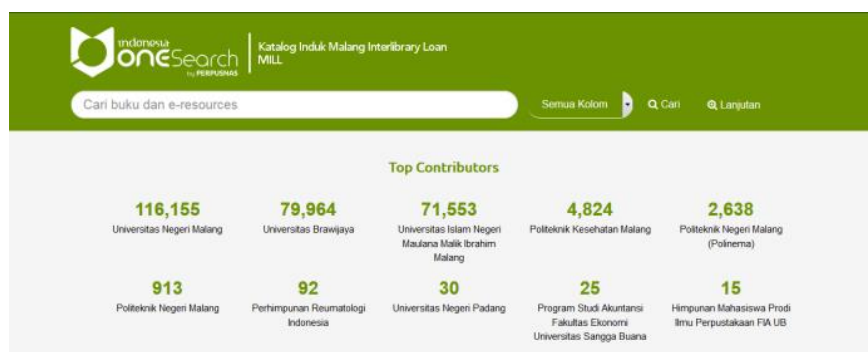 indonesia
oneSearch
by PERPUSNAS
Katalog Induk Malang Interlibrary Loan
MILL
Cari buku dan e-resources
Semua Kolom
Cari
Lanjutan
Top Contributors
116,155
Universitas Negeri Malang
79,964
Universitas Brawijaya
71,553
Universitas Islam Negeri
Maulana Malik Ibrahim
Malang
4,824
Politeknik Kesehatan Malang
2,638
Politeknik Negeri Malang
(Polinema)
913
Politeknik Negeri Malang
92
Perhimpunan Reumatologi
Indonesia
30
Universitas Negeri Padang
25
Program Studi Akuntansi
Fakultas Ekonomi
Universitas Sangga Buana
15
Himpunan Mahasiswa Prodi
Ilmu Perpustakaan FIA UB